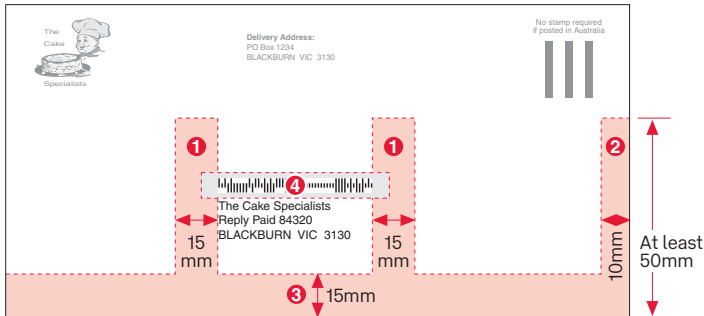 The
Cake
Specialists
Delivery Address:
PO Box 1234
BLACKBURN VIC 3130
No stamp required
if posted in Australia
1
1
2
4
The Cake Specialists
Reply Paid 84320
BLACKBURN VIC 3130
15
mm
15
mm
10mm
At least
50mm
3
15mm